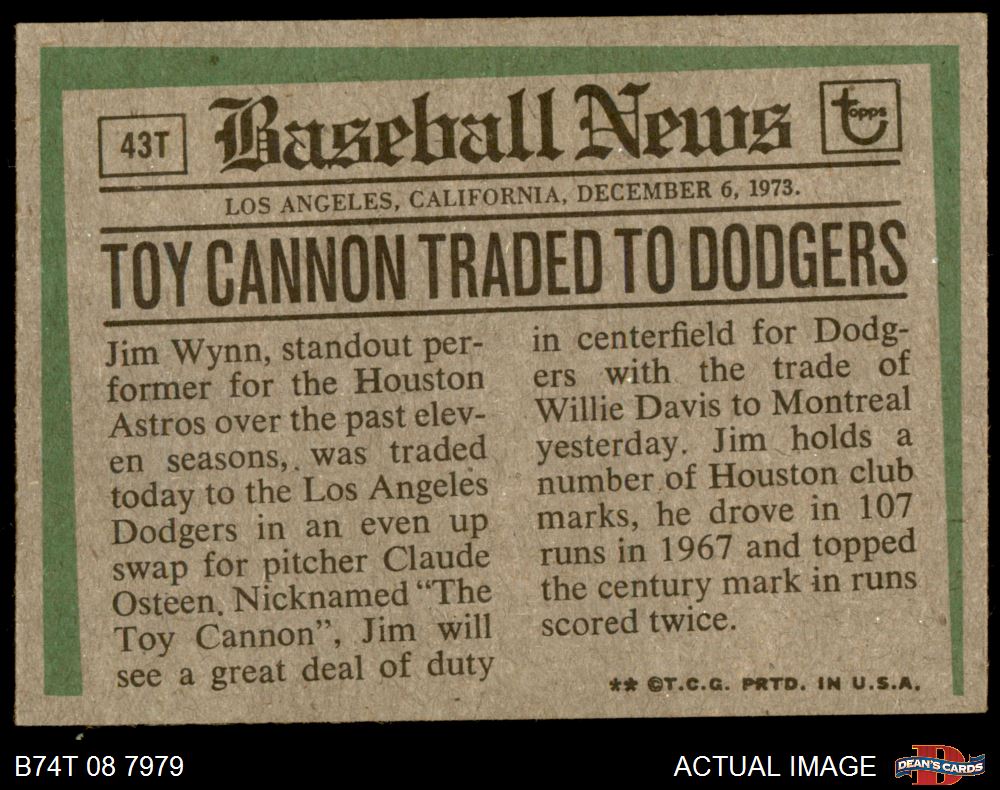 43T
Baseball News
topps
LOS ANGELES, CALIFORNIA, DECEMBER 6, 1973.
TOY CANNON TRADED TO DODGERS
Jim Wynn, standout per-
former for the Houston
Astros over the past elev-
en seasons, was traded
today to the Los Angeles
Dodgers in an even up
swap for pitcher Claude
Osteen. Nicknamed “The
Toy Cannon”, Jim will
see a great deal of duty
in centerfield for Dodg-
ers with the trade of
Willie Davis to Montreal
yesterday. Jim holds a
number of Houston club
marks, he drove in 107
runs in 1967 and topped
the century mark in runs
scored twice.
** ©T.C.G. PRTD. IN U.S.A.
B74T 08 7979
ACTUAL IMAGE
DEAN'S CARDS